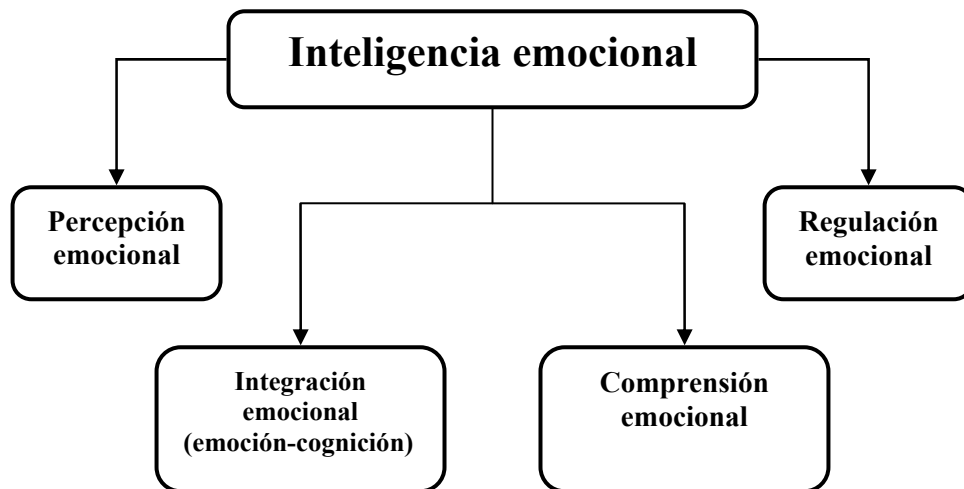 Inteligencia emocional
Percepción
emocional
Regulación
emocional
Integración
emocional
(emoción-cognición)
Comprensión
emocional